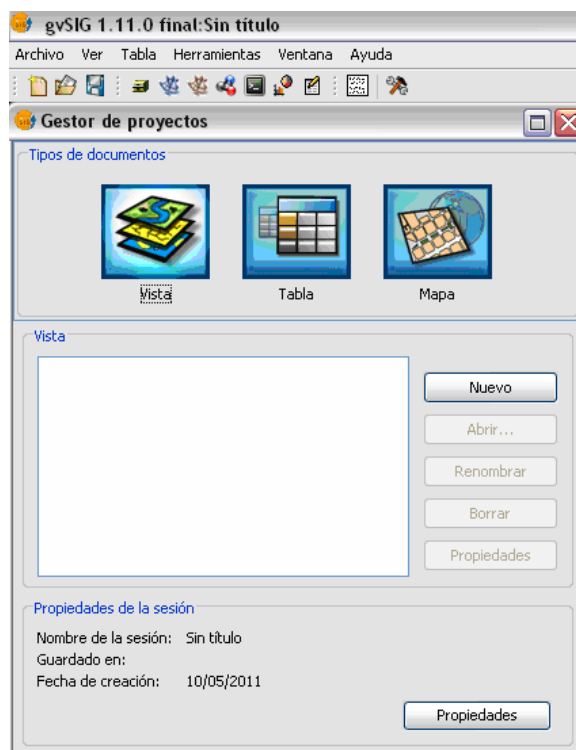 gvSIG 1.11.0 final:Sin título
Archivo Ver Tabla Herramientas Ventana Ayuda
Gestor de proyectos
Tipos de documentos
Vista Tabla Mapa
Vista
Nuevo
Abrir...
Renombrar
Borrar
Propiedades
Propiedades de la sesión
Nombre de la sesión: Sin título
Guardado en:
Fecha de creación: 10/05/2011
Propiedades